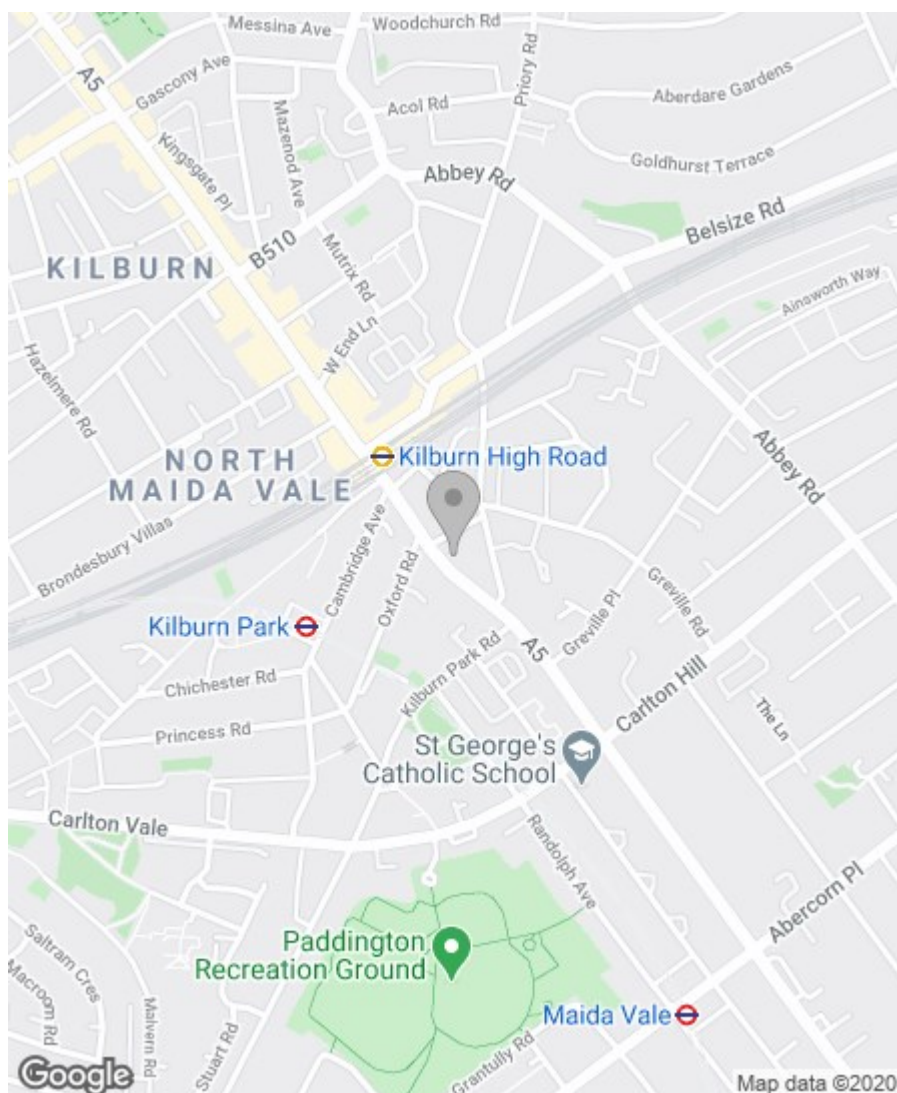 Messina Ave
Woodchurch Rd
A5
Gascony Ave
Priory Rd
Acol Rd
Aberdare Gardens
Mazenod Ave
Kingsgate Pl
Goldhurst Terrace
Abbey Rd
Belsize Rd
B510
KILBURN
Mutrix Rd
Ainsworth Way
W End Ln
Hazelmere Rd
NORTH
MAIDA VALE
Kilburn High Road
Abbey Rd
Brondesbury Villas
Cambridge Ave
Oxford Rd
Greville Pl
Greville Rd
Kilburn Park
A5
Kilburn Park Rd
Chichester Rd
Carlton Hill
The Ln
Princess Rd
St George's
Catholic School
Carlton Vale
Randolph Ave
Abercorn Pl
Paddington
Recreation Ground
Saltram Cres
Macroom Rd
Malvern Rd
Stuart Rd
Maida Vale
Grantully Rd
Google
Map data ©2020